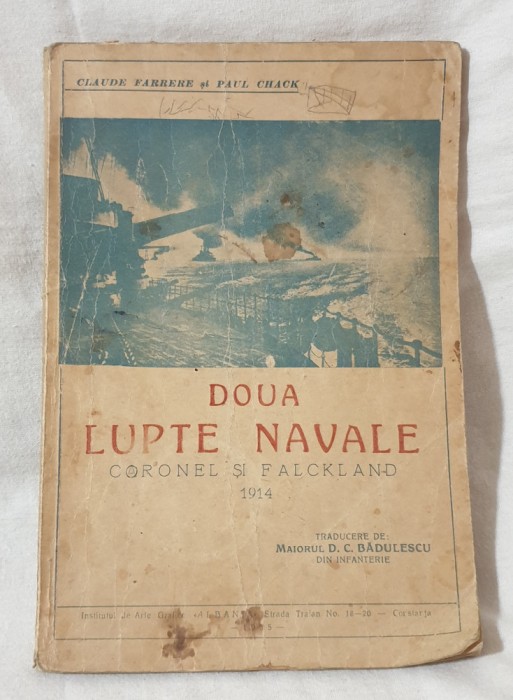 CLAUDE FARRERE și PAUL CHACK
DOUA
LUPTE NAVALE
CORONEL ȘI FALCKLAND
1914
TRADUCERE DE:
MAIORUL D. C. BĂDULESCU
DIN INFANTERIE
Institutul de Arte Grafice «ALBANIA» Strada Traian No. 18-20 — Constanța